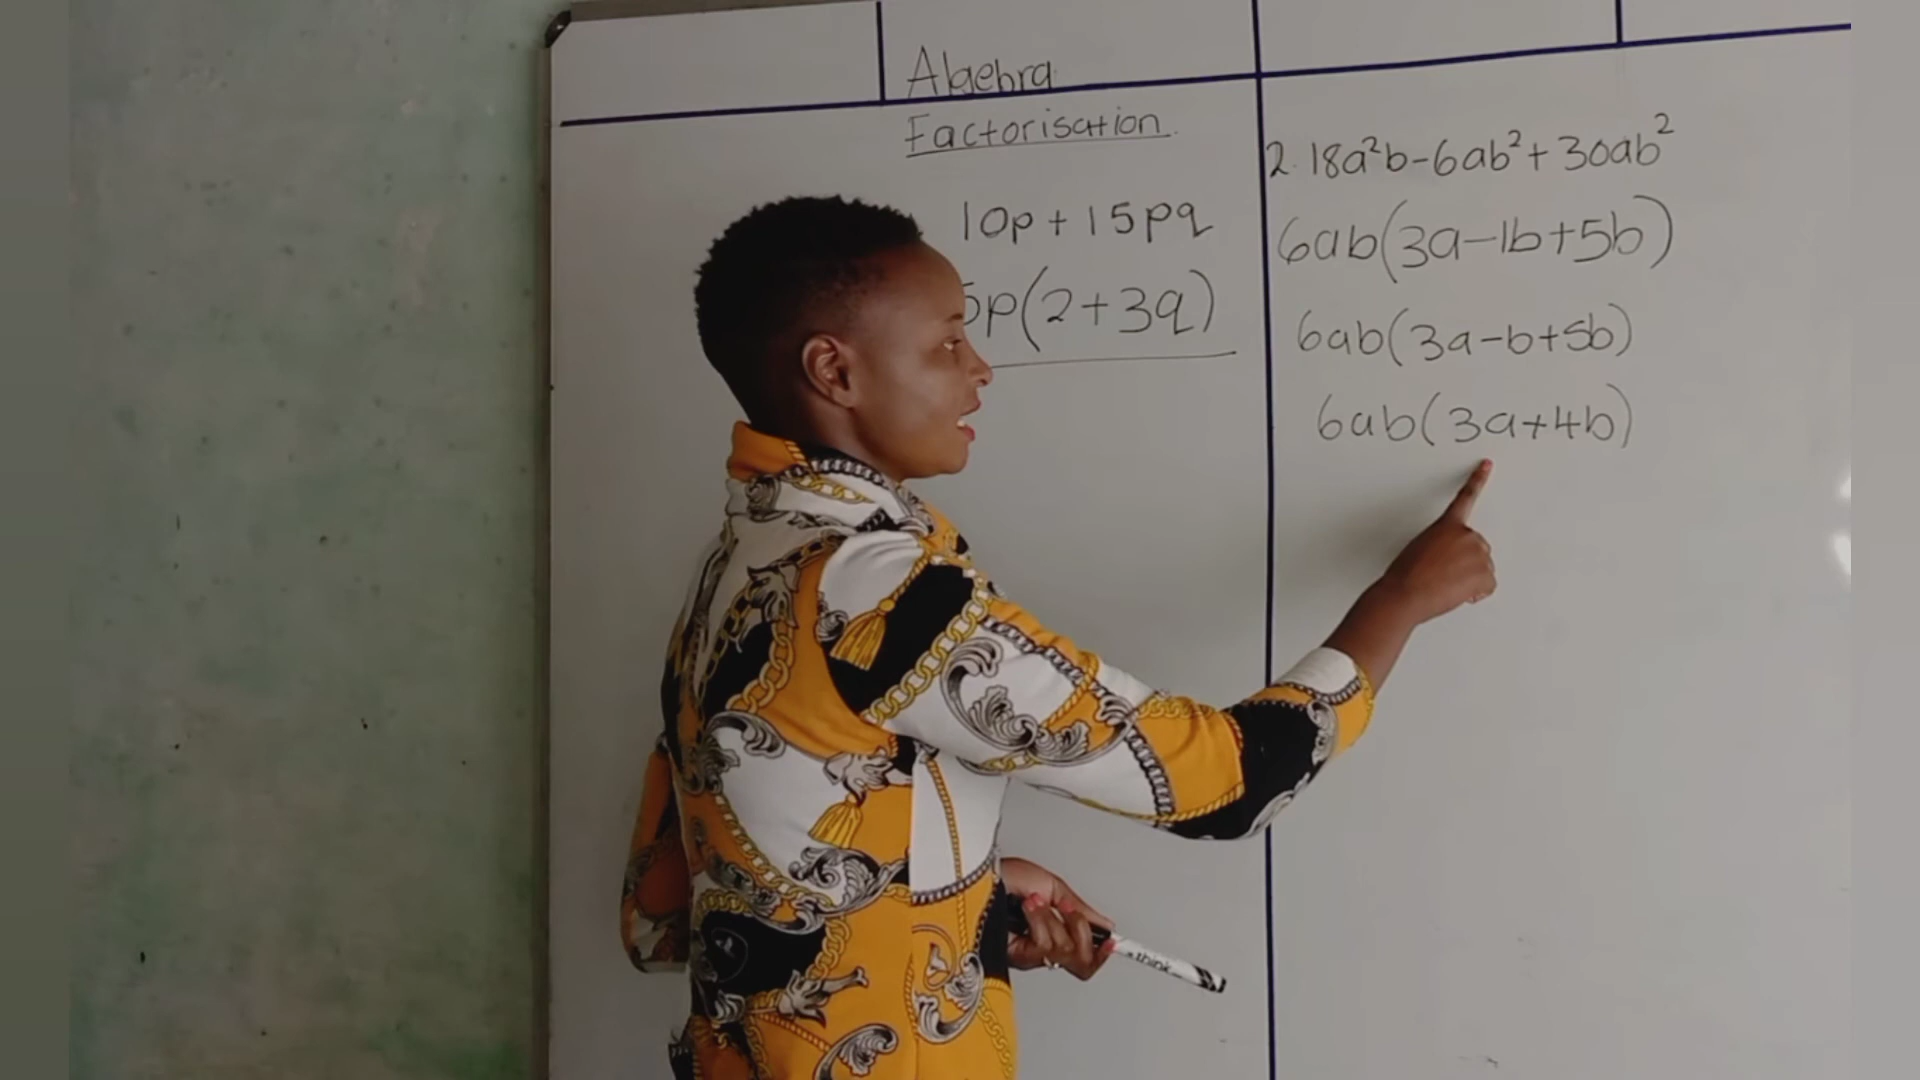 Algebra
Factorisation.
10p + 15pq
5p(2+3q)
2. 18a²b-6ab²+30ab²
6ab(3a-1b+5b)
6ab(3a-b+5b)
6ab(3a+4b)
think